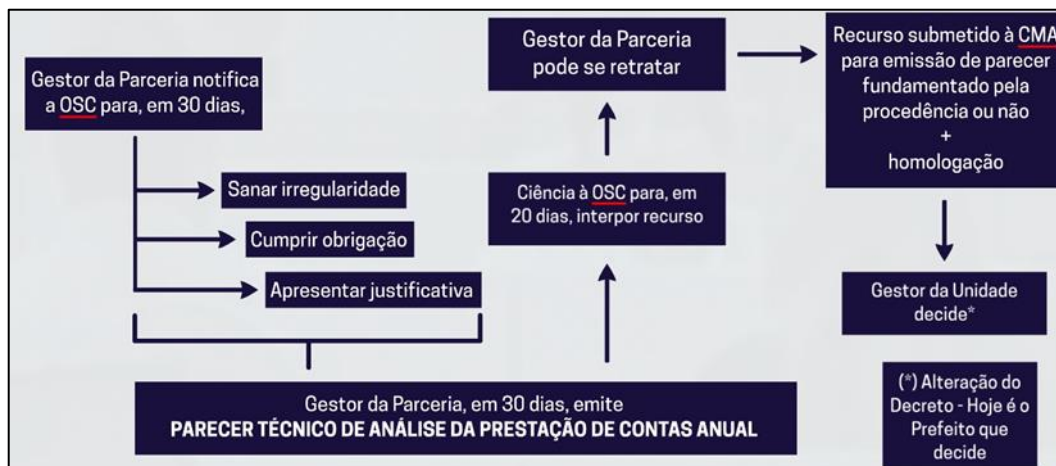 Gestor da Parceria notifica
a OSC para, em 30 dias,
Sanar irregularidade
Cumprir obrigação
Apresentar justificativa
Gestor da Parceria, em 30 dias, emite
PARECER TÉCNICO DE ANÁLISE DA PRESTAÇÃO DE CONTAS ANUAL
Ciência à OSC para, em
20 dias, interpor recurso
Gestor da Parceria
pode se retratar
Recurso submetido à CMA
para emissão de parecer
fundamentado pela
procedência ou não
+
homologação
Gestor da Unidade
decide*
(*) Alteração do
Decreto - Hoje é o
Prefeito que
decide